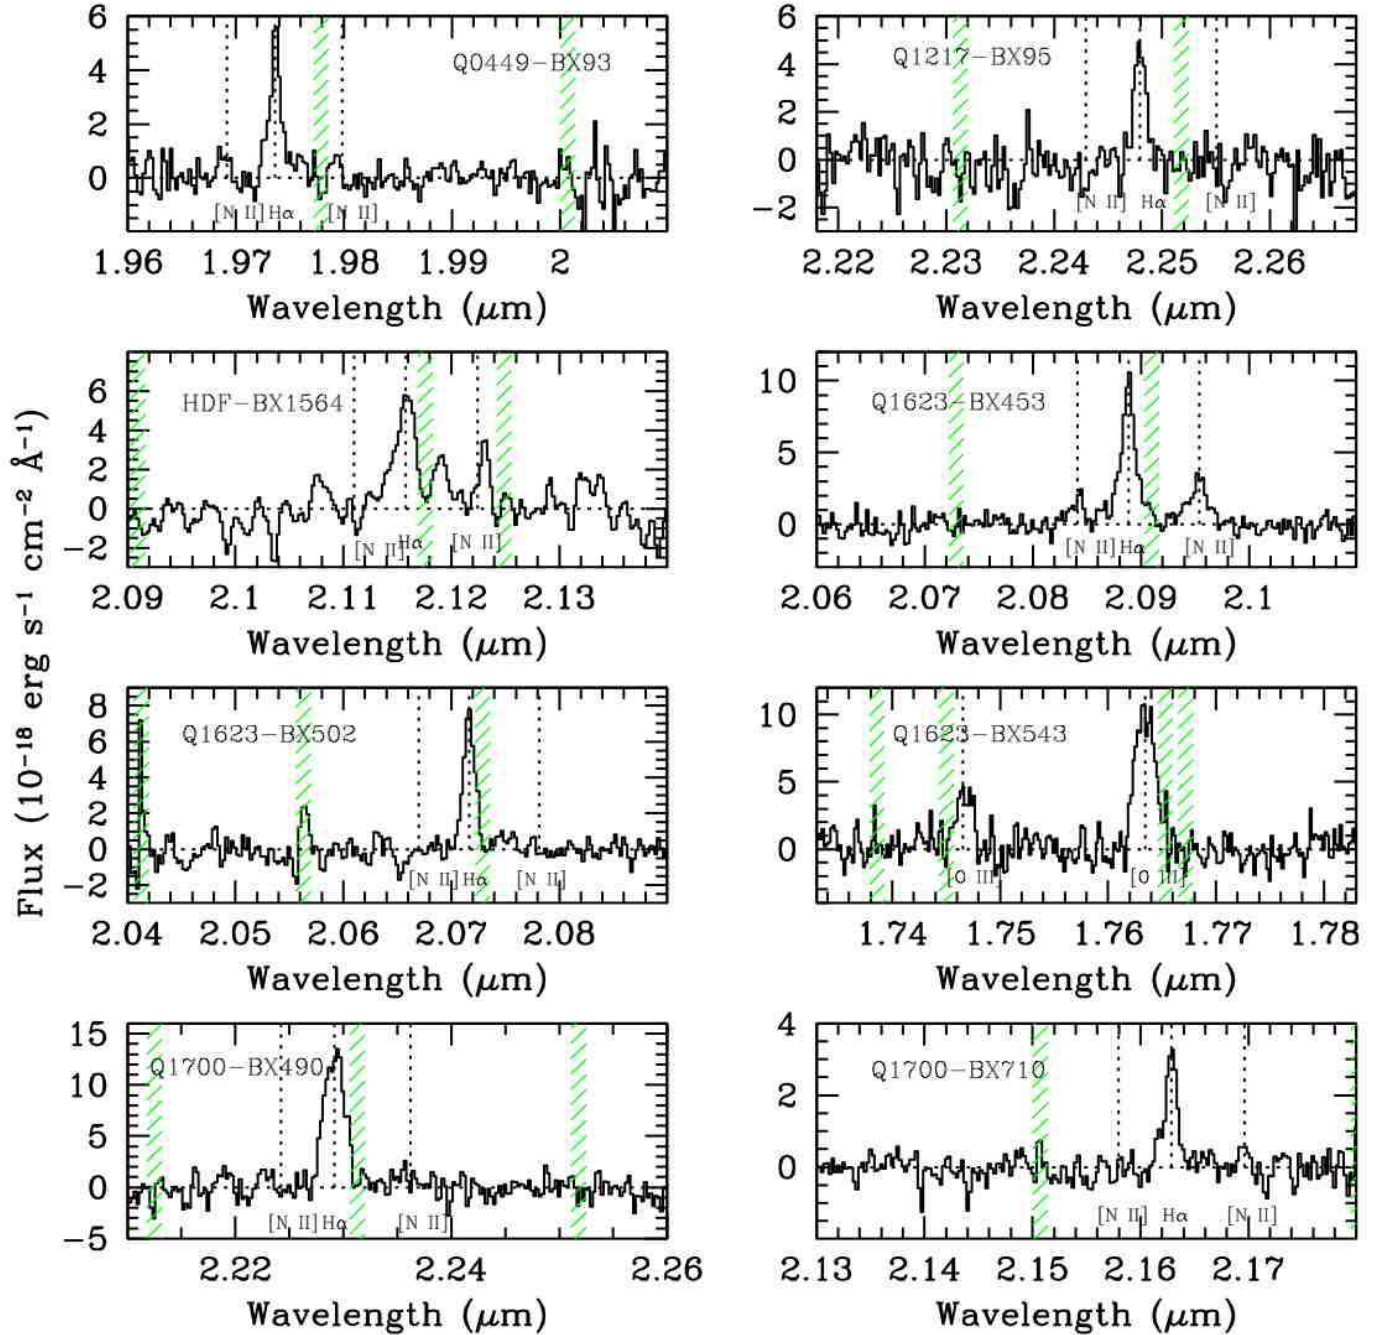 6
4
2
0
Q0449-BX93
[N II] Hα [N II]
1.96 1.97 1.98 1.99 2
Wavelength (μm)
6
4
2
0
-2
Q1217-BX95
[N II] Hα [N II]
2.22 2.23 2.24 2.25 2.26
Wavelength (μm)
Flux (10⁻¹⁸ erg s⁻¹ cm⁻² Å⁻¹)
6
4
2
0
-2
HDF-BX1564
[N II] Hα [N II]
2.09 2.1 2.11 2.12 2.13
Wavelength (μm)
10
5
0
Q1623-BX453
[N II] Hα [N II]
2.06 2.07 2.08 2.09 2.1
Wavelength (μm)
8
6
4
2
0
-2
Q1623-BX502
[N II] Hα [N II]
2.04 2.05 2.06 2.07 2.08
Wavelength (μm)
10
5
0
Q1623-BX543
[O III] [O III]
1.74 1.75 1.76 1.77 1.78
Wavelength (μm)
15
10
5
0
-5
Q1700-BX490
[N II] Hα [N II]
2.22 2.24 2.26
Wavelength (μm)
4
2
0
Q1700-BX710
[N II] Hα [N II]
2.13 2.14 2.15 2.16 2.17
Wavelength (μm)